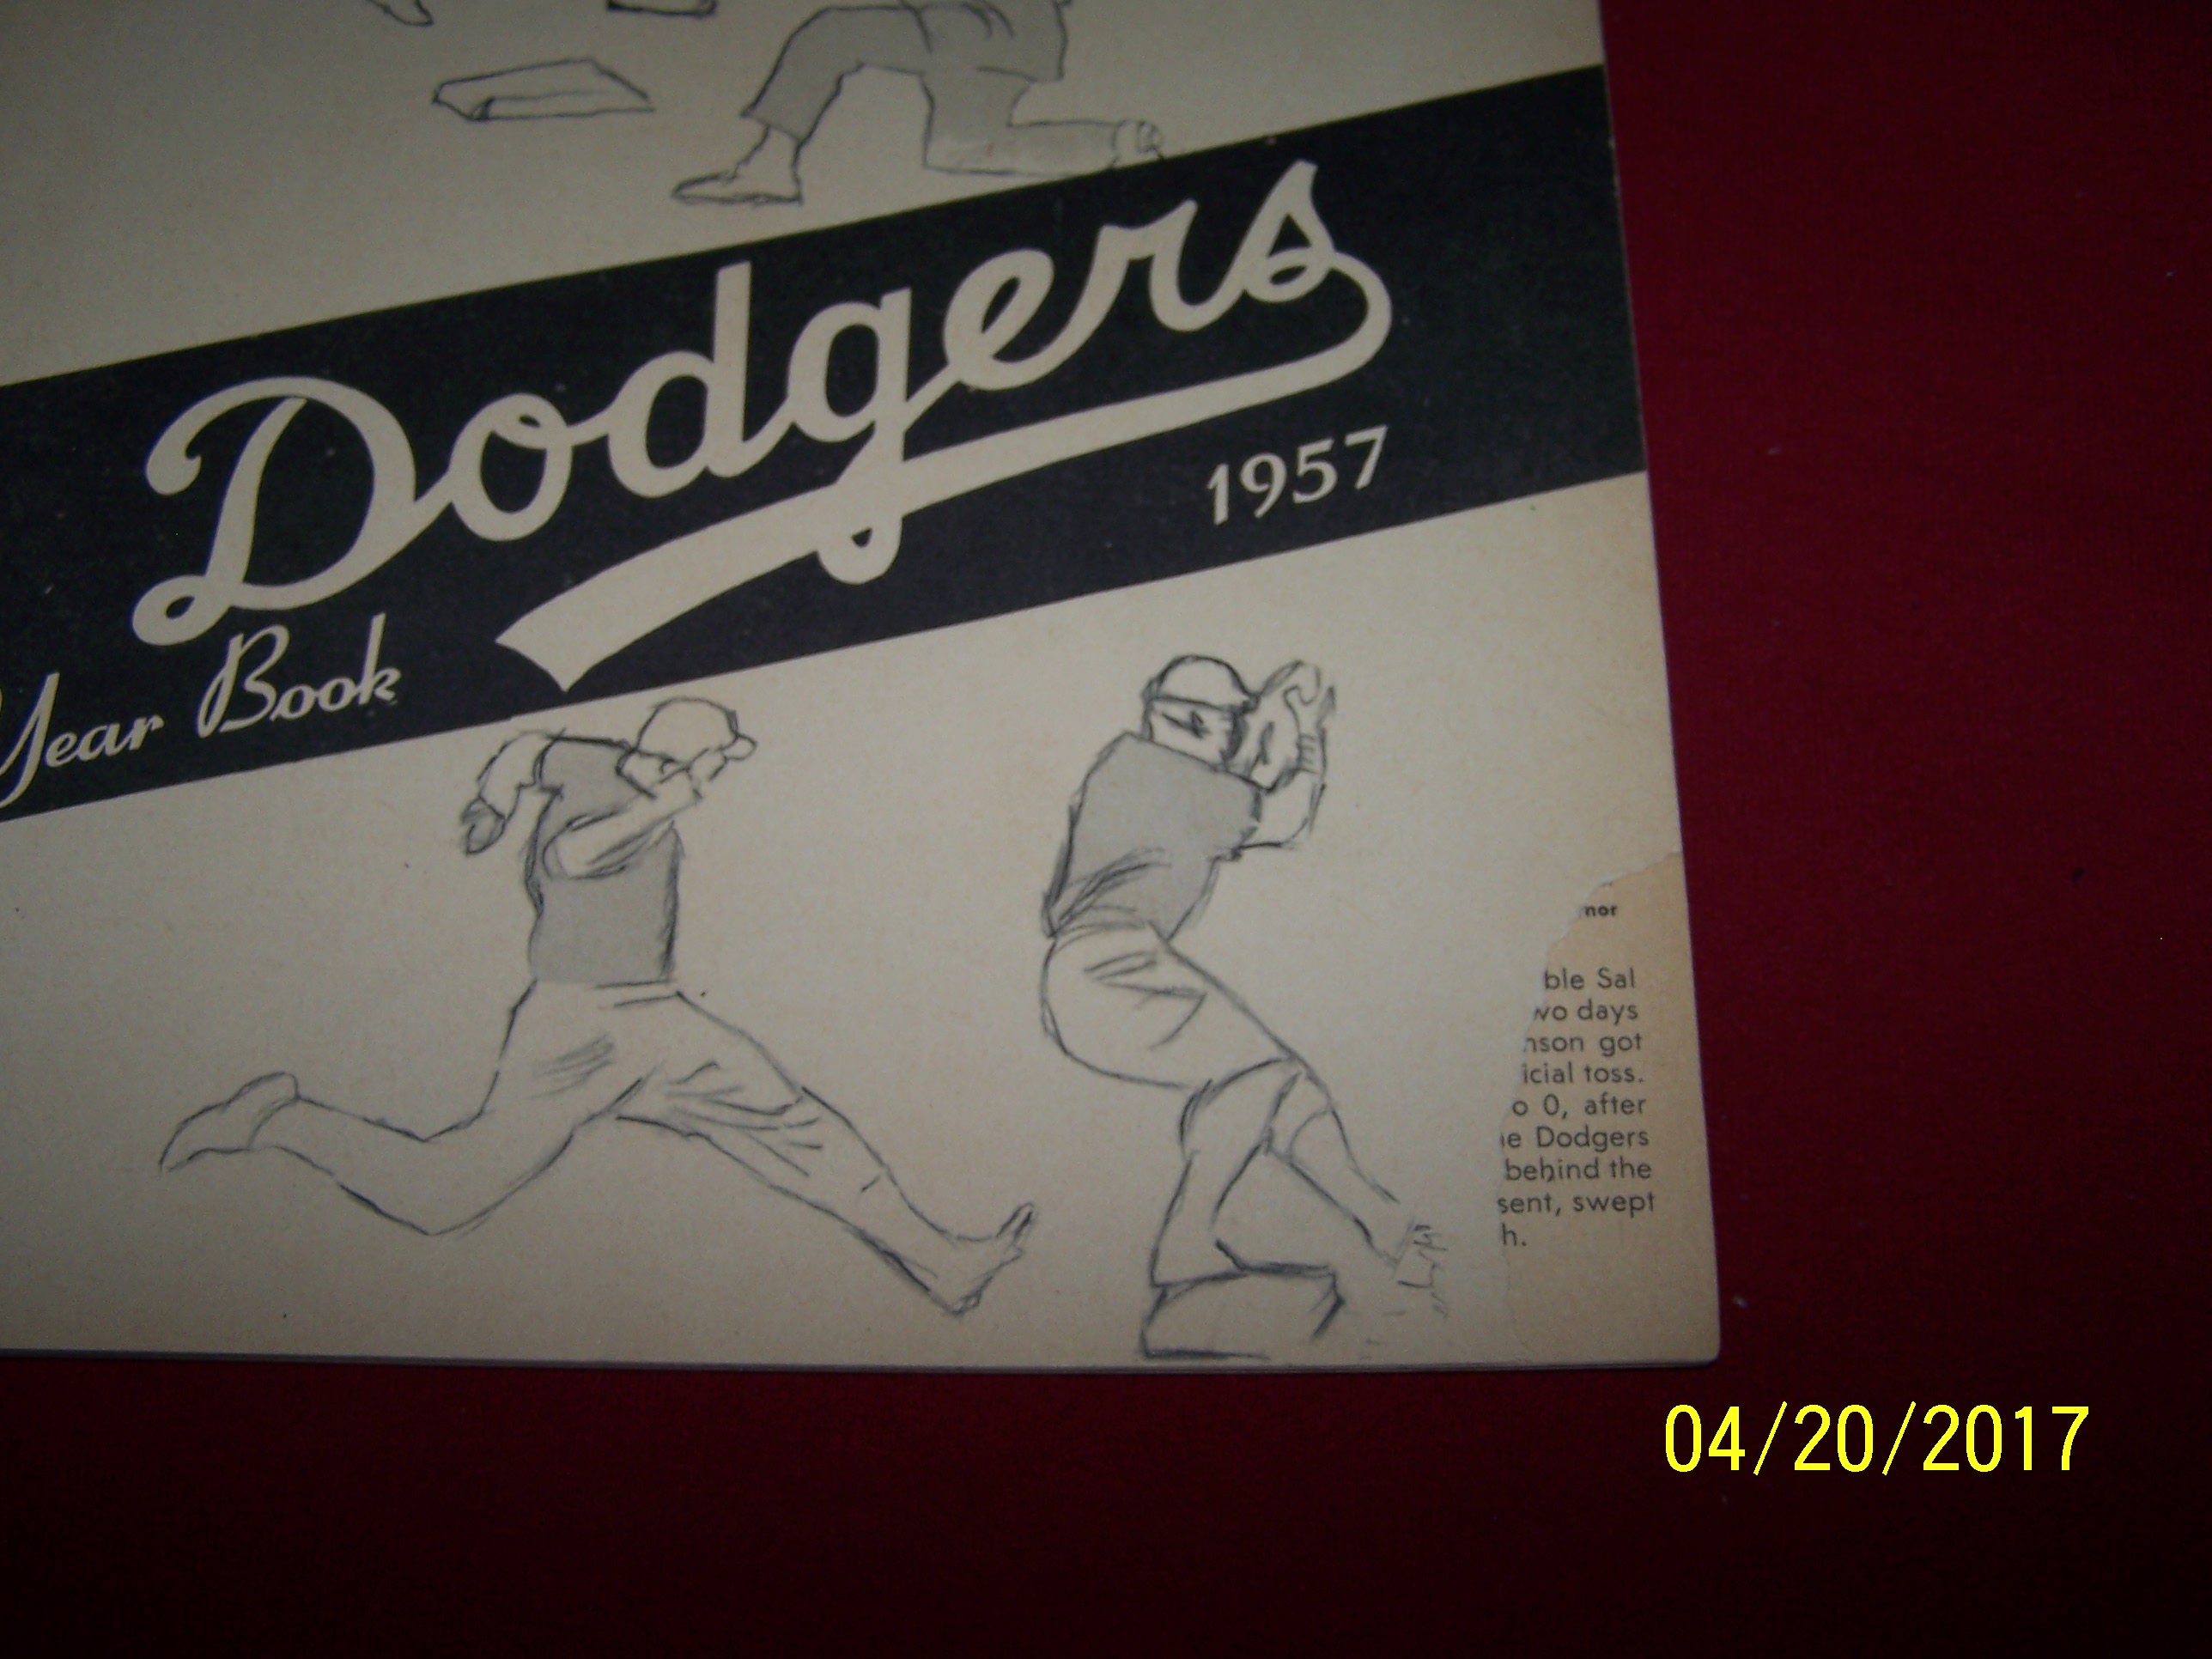 Dodgers
1957
Year Book
nor
ble Sal
wo days
nson got
icial toss.
o 0, after
e Dodgers
behind the
sent, swept
h.
04/20/2017